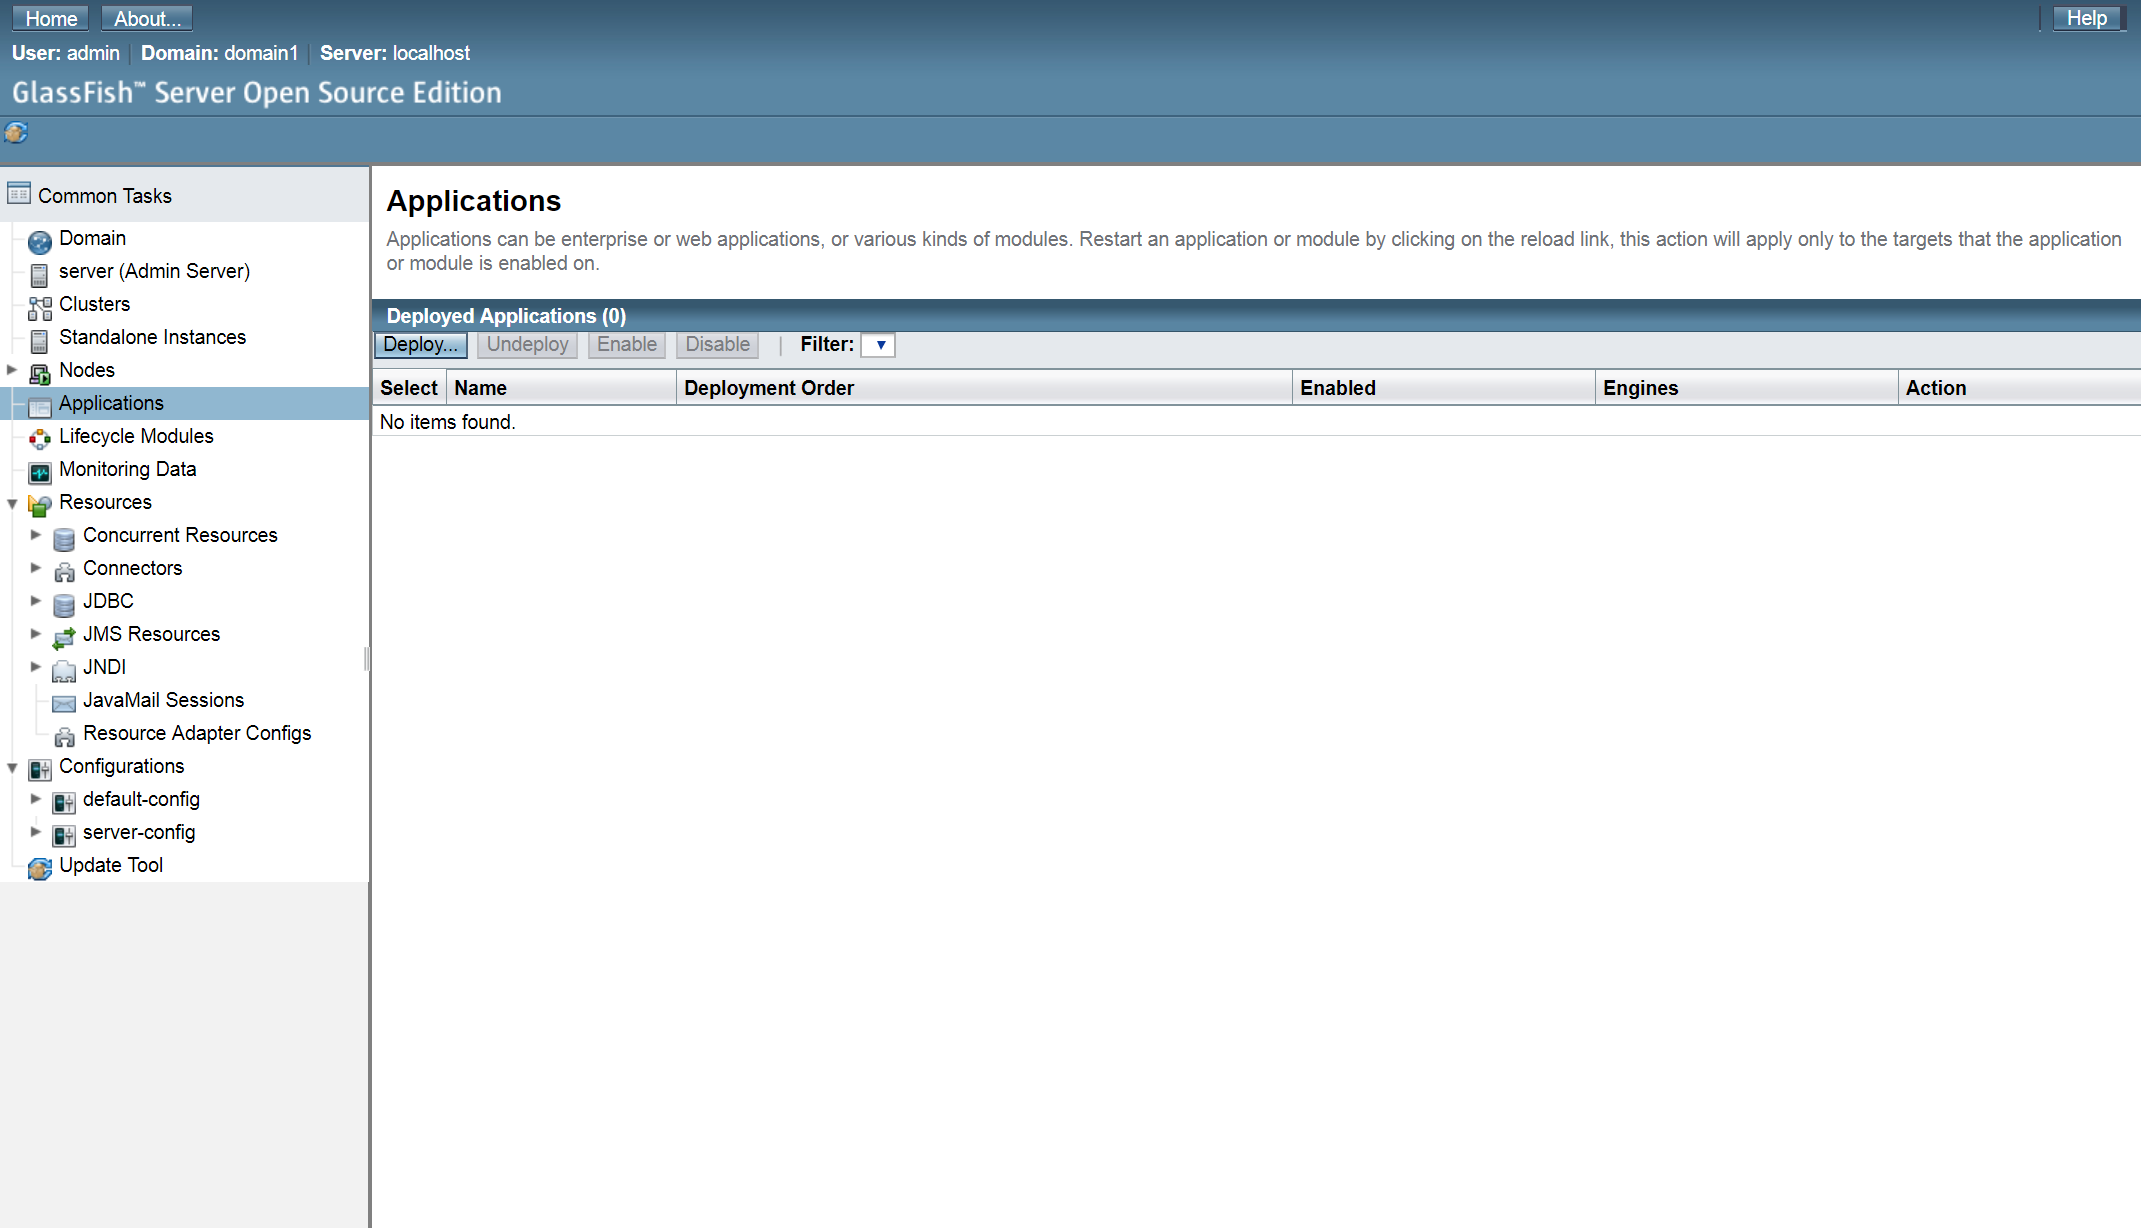 Home About... Help
User: admin Domain: domain1 Server: localhost
GlassFish™ Server Open Source Edition
Common Tasks
Domain
server (Admin Server)
Clusters
Standalone Instances
Nodes
Applications
Lifecycle Modules
Monitoring Data
Resources
Concurrent Resources
Connectors
JDBC
JMS Resources
JNDI
JavaMail Sessions
Resource Adapter Configs
Configurations
default-config
server-config
Update Tool
Applications
Applications can be enterprise or web applications, or various kinds of modules. Restart an application or module by clicking on the reload link, this action will apply only to the targets that the application
or module is enabled on.
Deployed Applications (0)
Deploy... Undeploy Enable Disable | Filter:
Select Name Deployment Order Enabled Engines Action
No items found.